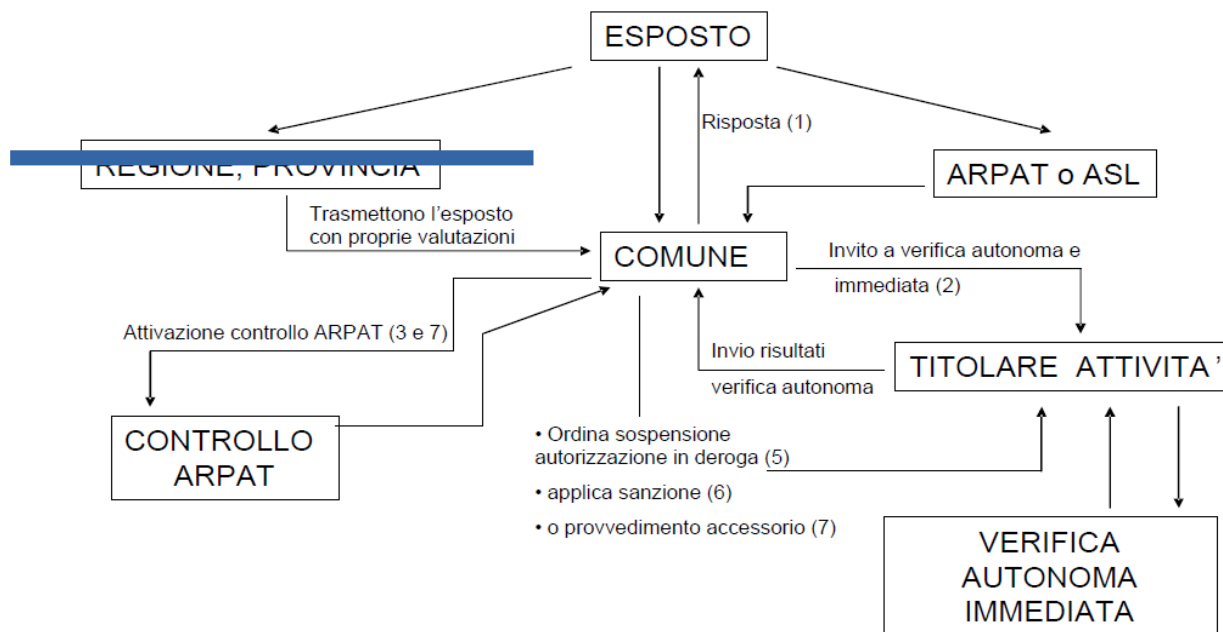 ESPOSTO
Risposta (1)
REGIONE, PROVINCIA
ARPAT o ASL
Trasmettono l'esposto
con proprie valutazioni
COMUNE
Invito a verifica autonoma e
immediata (2)
Attivazione controllo ARPAT (3 e 7)
Invio risultati
verifica autonoma
TITOLARE ATTIVITA '
CONTROLLO
ARPAT
• Ordina sospensione
autorizzazione in deroga (5)
• applica sanzione (6)
• o provvedimento accessorio (7)
VERIFICA
AUTONOMA
IMMEDIATA